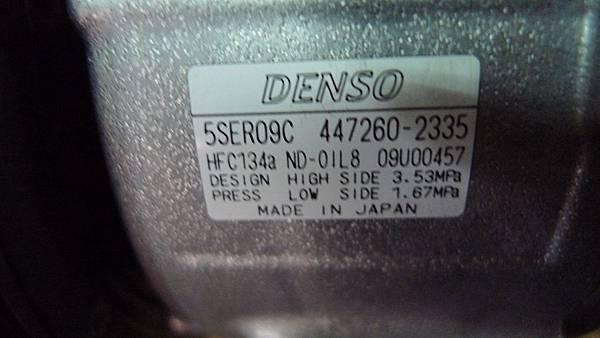 DENSO
5SER09C 447260-2335
HFC134a ND-OIL8 09U00457
DESIGN HIGH SIDE 3.53MPa
PRESS LOW SIDE 1.67MPa
MADE IN JAPAN